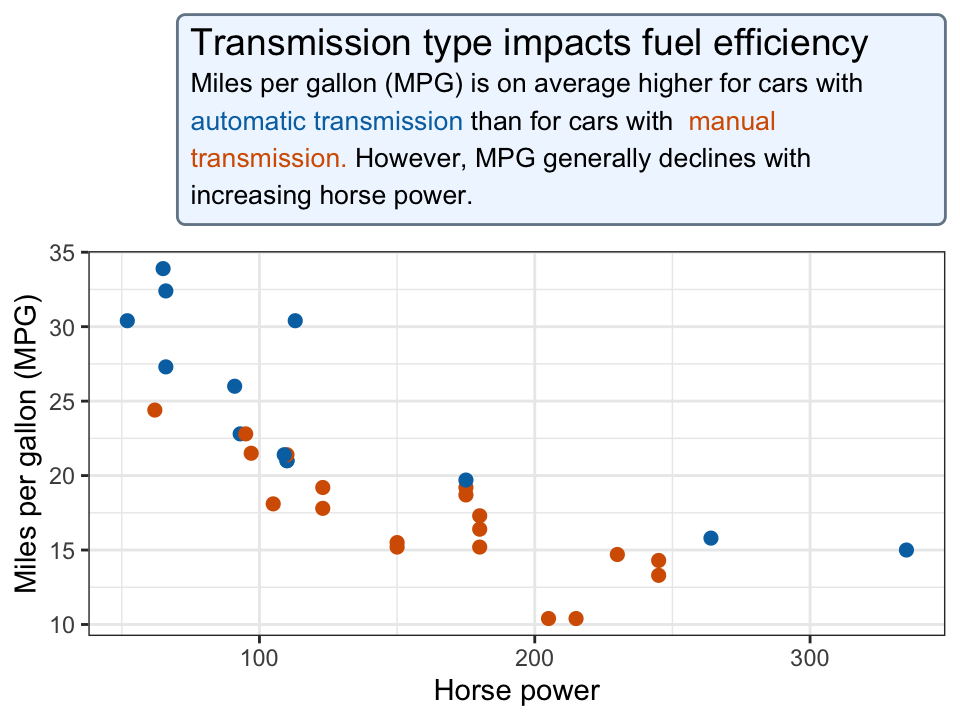 Transmission type impacts fuel efficiency
Miles per gallon (MPG) is on average higher for cars with
automatic transmission than for cars with manual
transmission. However, MPG generally declines with
increasing horse power.
35
30
25
20
15
10
Miles per gallon (MPG)
100 200 300
Horse power